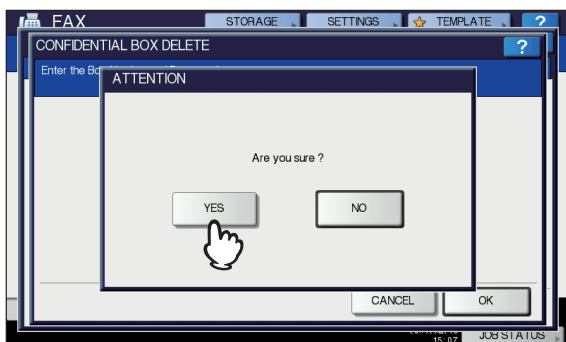 FAX STORAGE SETTINGS TEMPLATE ?
CONFIDENTIAL BOX DELETE ?
Enter the Bo
ATTENTION
Are you sure ?
YES NO
CANCEL OK
15:07 JOB STATUS